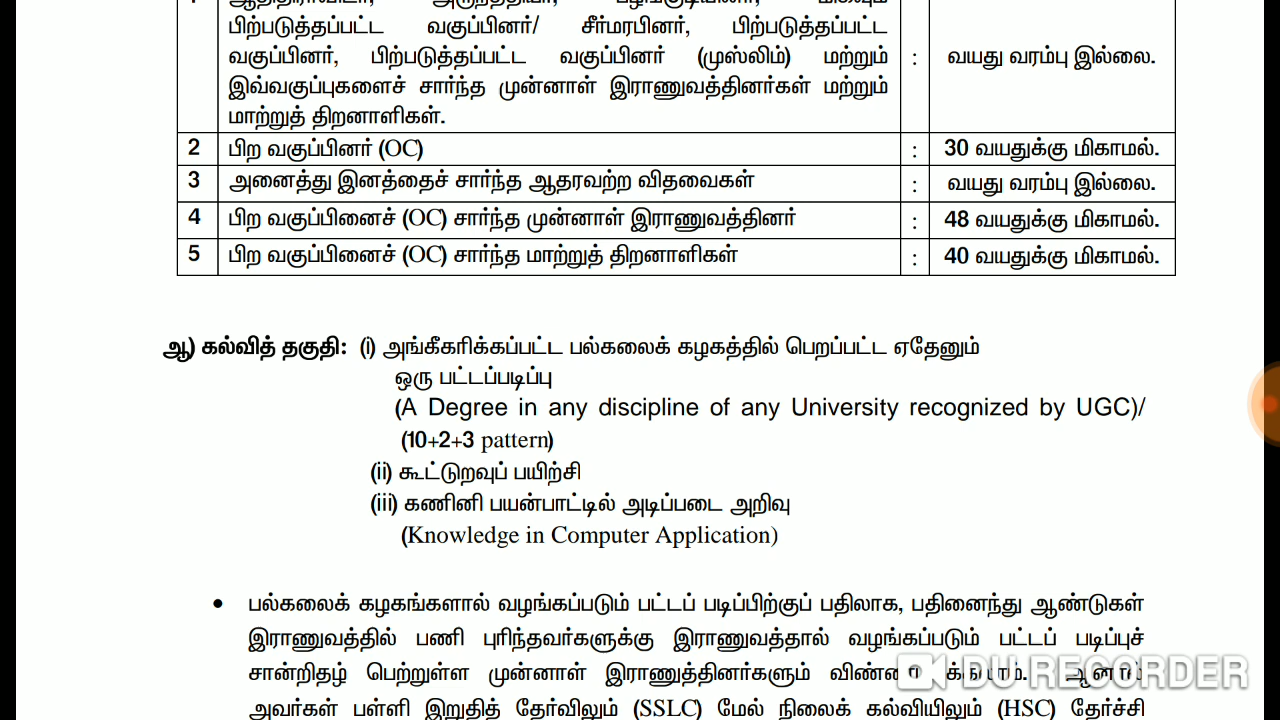 பிற்படுத்தப்பட்ட வகுப்பினர்/ சீர்மரபினர், பிற்படுத்தப்பட்ட
வகுப்பினர், பிற்படுத்தப்பட்ட வகுப்பினர் (முஸ்லிம்) மற்றும் : வயது வரம்பு இல்லை.
இவ்வகுப்புகளைச் சார்ந்த முன்னாள் இராணுவத்தினர்கள் மற்றும்
மாற்றுத் திறனாளிகள்.
2 பிற வகுப்பினர் (OC) : 30 வயதுக்கு மிகாமல்.
3 அனைத்து இனத்தைச் சார்ந்த ஆதரவற்ற விதவைகள் : வயது வரம்பு இல்லை.
4 பிற வகுப்பினைச் (OC) சார்ந்த முன்னாள் இராணுவத்தினர் : 48 வயதுக்கு மிகாமல்.
5 பிற வகுப்பினைச் (OC) சார்ந்த மாற்றுத் திறனாளிகள் : 40 வயதுக்கு மிகாமல்.
ஆ) கல்வித் தகுதி: (i) அங்கீகரிக்கப்பட்ட பல்கலைக் கழகத்தில் பெறப்பட்ட ஏதேனும்
ஒரு பட்டப்படிப்பு
(A Degree in any discipline of any University recognized by UGC)/
(10+2+3 pattern)
(ii) கூட்டுறவுப் பயிற்சி
(iii) கணினி பயன்பாட்டில் அடிப்படை அறிவு
(Knowledge in Computer Application)
• பல்கலைக் கழகங்களால் வழங்கப்படும் பட்டப் படிப்பிற்குப் பதிலாக, பதினைந்து ஆண்டுகள்
இராணுவத்தில் பணி புரிந்தவர்களுக்கு இராணுவத்தால் வழங்கப்படும் பட்டப் படிப்புச்
சான்றிதழ் பெற்றுள்ள முன்னாள் இராணுத்தினர்களும்
DU RECORDER
அவர்கள் பள்ளி இறுதித் தேர்விலும் (SSLC) மேல் நிலைக் கல்வியிலும் (HSC) தேர்ச்சி